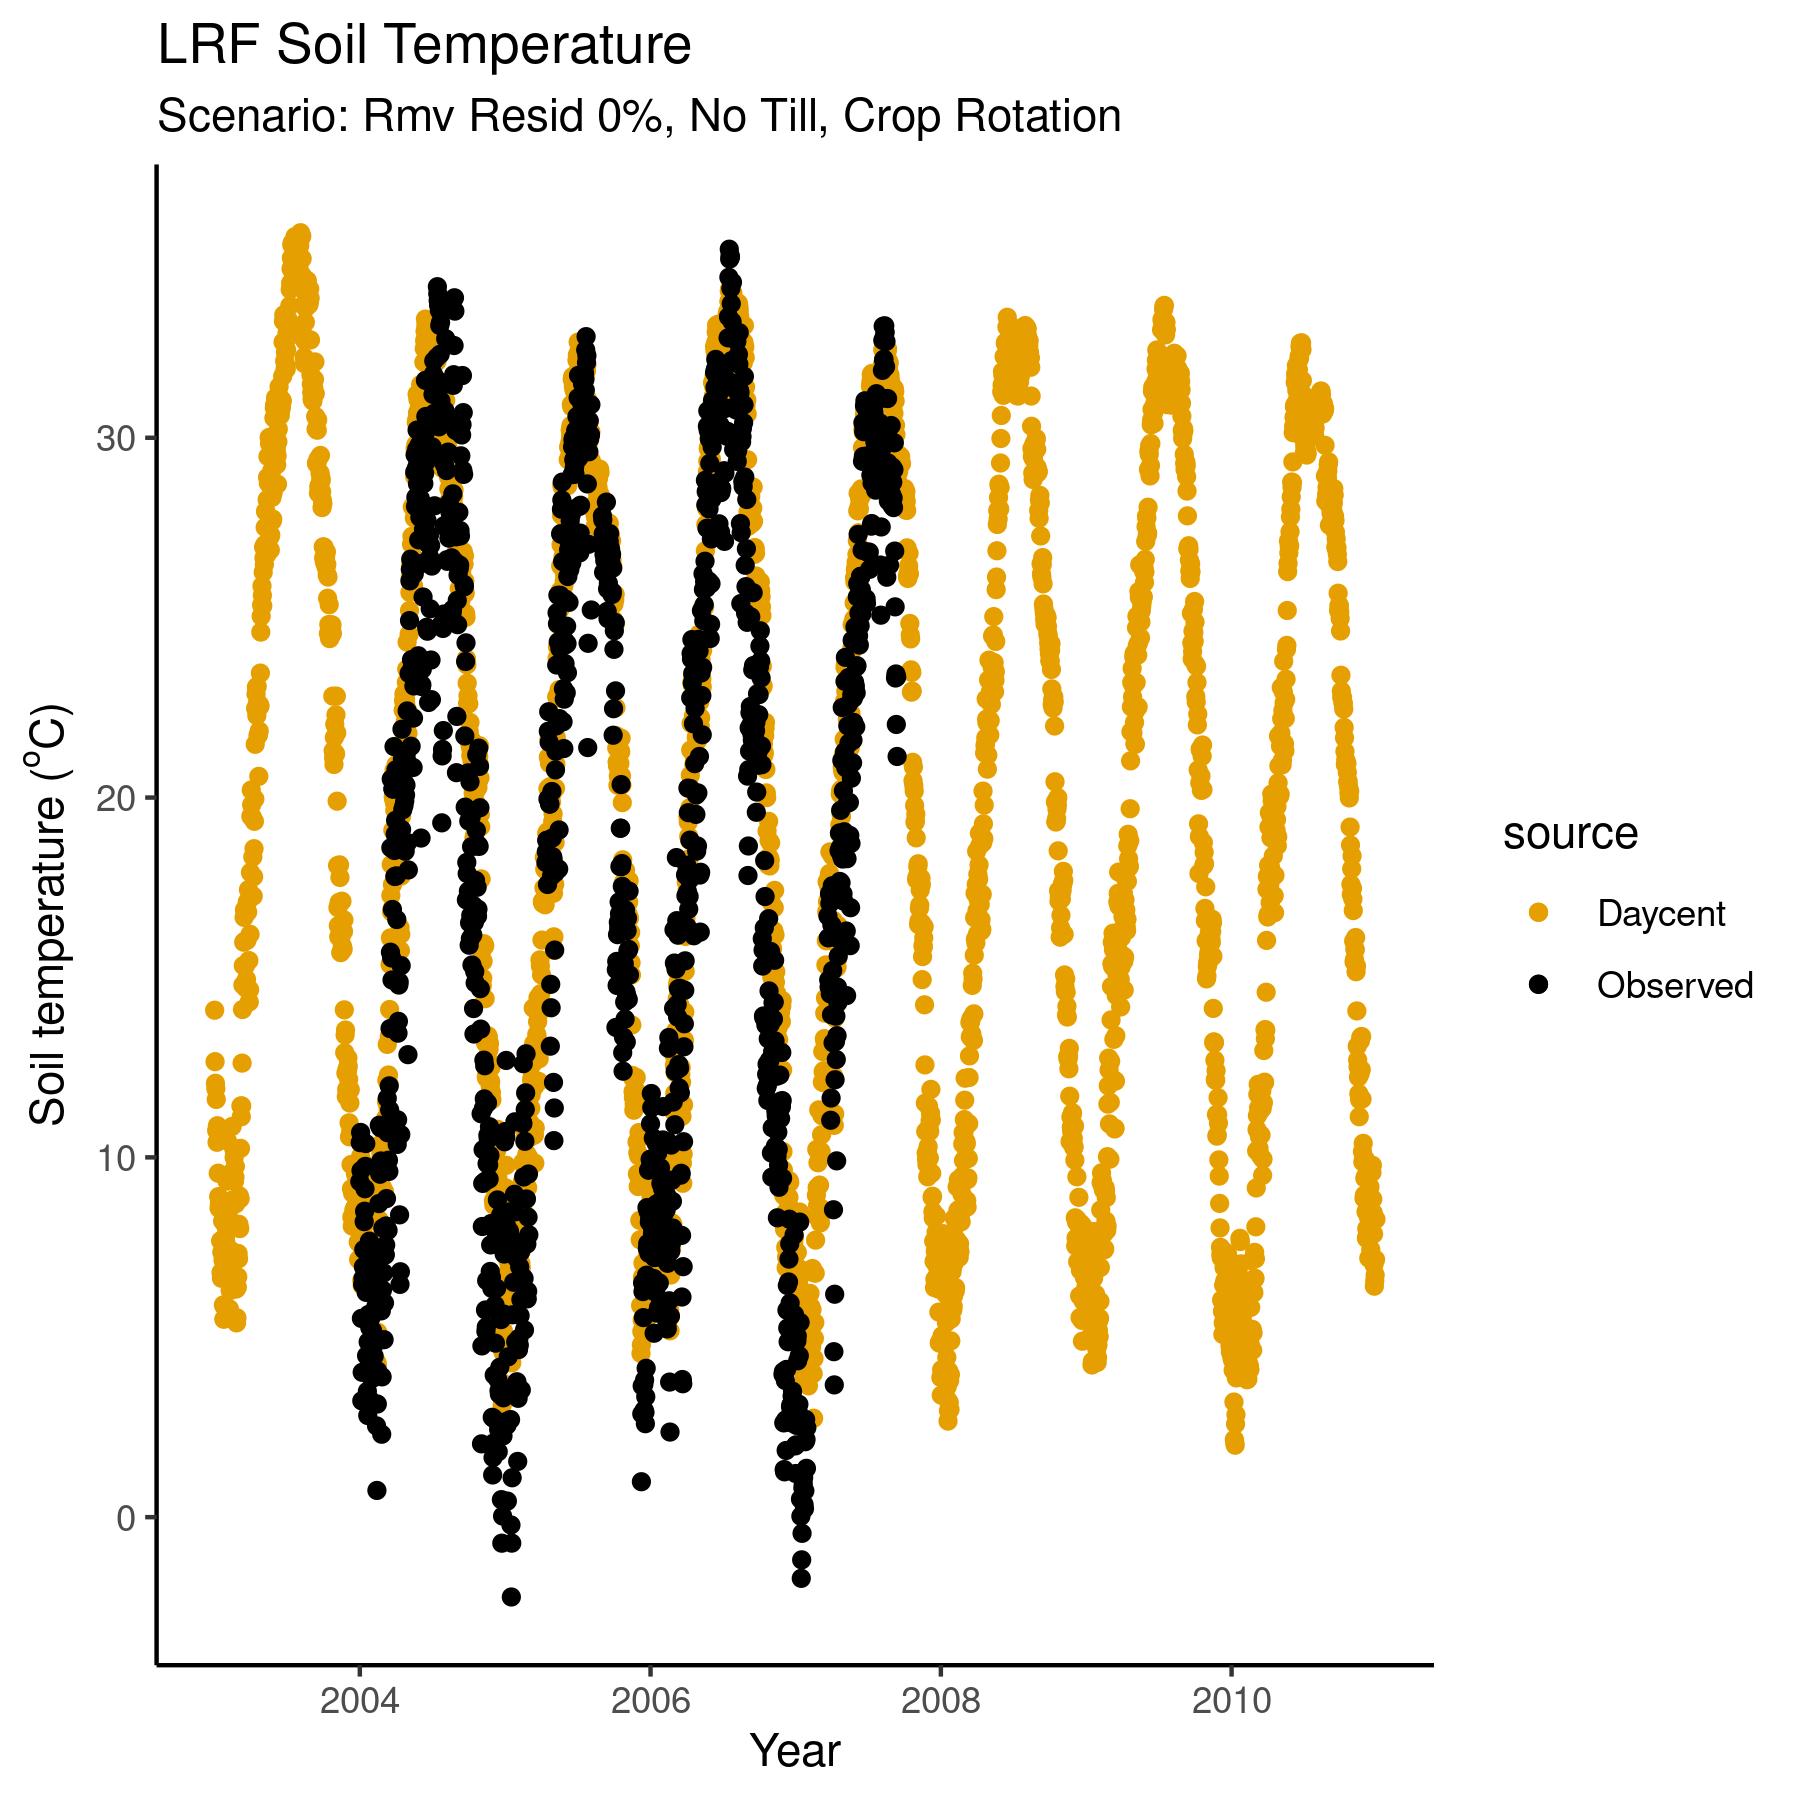 LRF Soil Temperature
Scenario: Rmv Resid 0%, No Till, Crop Rotation
Soil temperature (°C)
30
20
10
0
2004 2006 2008 2010
Year
source
Daycent
Observed